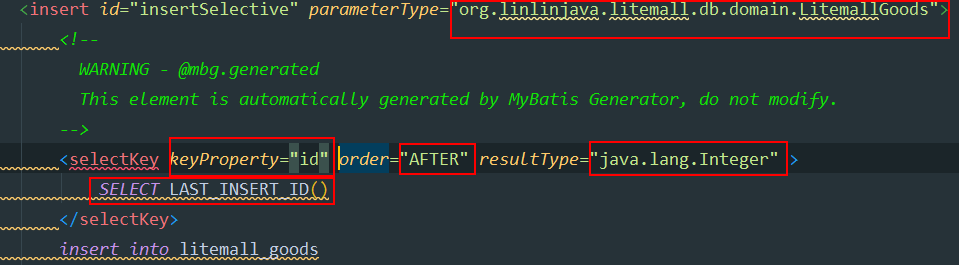 <insert id="insertSelective" parameterType="org.linlinjava.litemall.db.domain.LitemallGoods">
<!--
WARNING - @mbg.generated
This element is automatically generated by MyBatis Generator, do not modify.
-->
<selectKey keyProperty="id" order="AFTER" resultType="java.lang.Integer" >
SELECT LAST_INSERT_ID()
</selectKey>
insert into litemall_goods